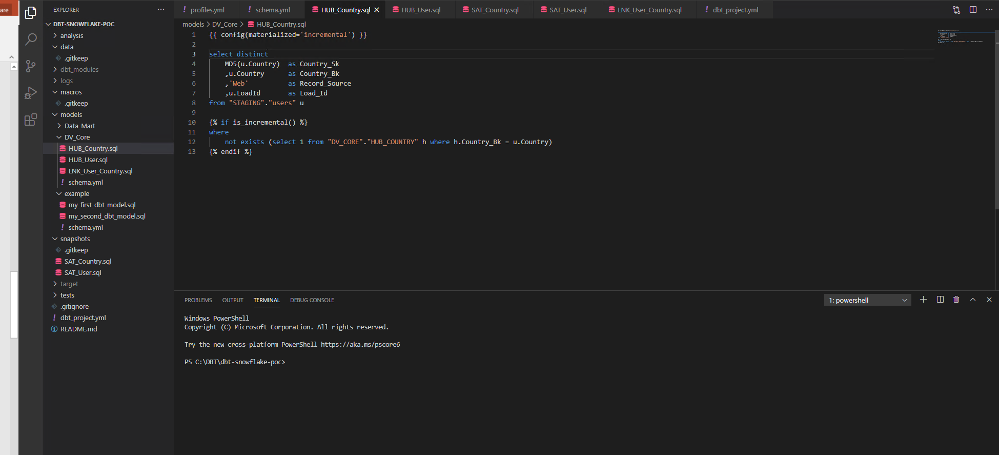 are
EXPLORER
DBT-SNOWFLAKE-POC
analysis
data
.gitkeep
dbt_modules
logs
macros
.gitkeep
models
Data_Mart
DV_Core
HUB_Country.sql
HUB_User.sql
LNK_User_Country.sql
! schema.yml
example
my_first_dbt_model.sql
my_second_dbt_model.sql
! schema.yml
snapshots
.gitkeep
SAT_Country.sql
SAT_User.sql
target
tests
.gitignore
! dbt_project.yml
README.md
! profiles.yml ! schema.yml HUB_Country.sql HUB_User.sql SAT_Country.sql SAT_User.sql LNK_User_Country.sql ! dbt_project.yml
models > DV_Core > HUB_Country.sql
1 {{ config(materialized='incremental') }}
2
3 select distinct
4 MD5(u.Country) as Country_Sk
5 ,u.Country as Country_Bk
6 ,'Web' as Record_Source
7 ,u.LoadId as Load_Id
8 from "STAGING"."users" u
9
10 {% if is_incremental() %}
11 where
12 not exists (select 1 from "DV_CORE"."HUB_COUNTRY" h where h.Country_Bk = u.Country)
13 {% endif %}
PROBLEMS OUTPUT TERMINAL DEBUG CONSOLE 1: powershell
Windows PowerShell
Copyright (C) Microsoft Corporation. All rights reserved.
Try the new cross-platform PowerShell https://aka.ms/pscore6
PS C:\DBT\dbt-snowflake-poc>